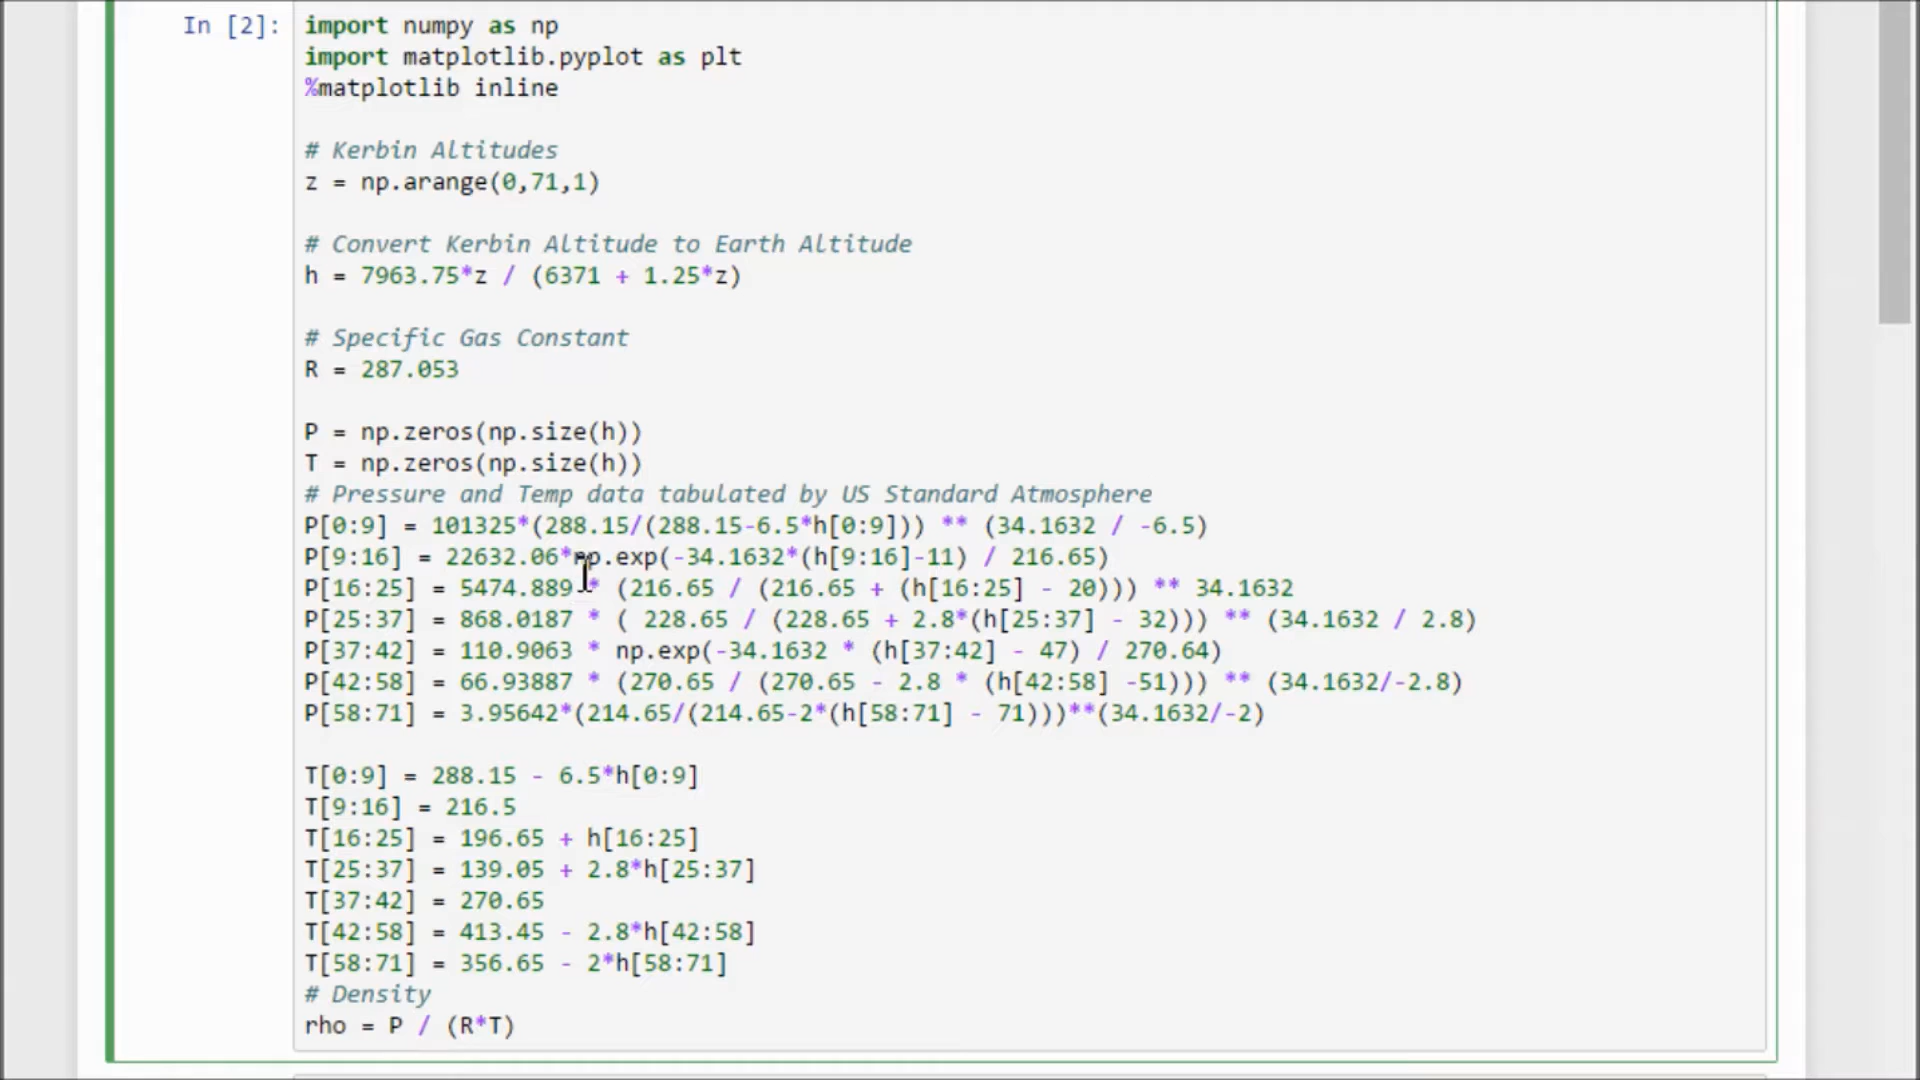 In [2]:
import numpy as np
import matplotlib.pyplot as plt
%matplotlib inline
# Kerbin Altitudes
z = np.arange(0,71,1)
# Convert Kerbin Altitude to Earth Altitude
h = 7963.75*z / (6371 + 1.25*z)
# Specific Gas Constant
R = 287.053
P = np.zeros(np.size(h))
T = np.zeros(np.size(h))
# Pressure and Temp data tabulated by US Standard Atmosphere
P[0:9] = 101325*(288.15/(288.15-6.5*h[0:9])) ** (34.1632 / -6.5)
P[9:16] = 22632.06*np.exp(-34.1632*(h[9:16]-11) / 216.65)
P[16:25] = 5474.889 * (216.65 / (216.65 + (h[16:25] - 20))) ** 34.1632
P[25:37] = 868.0187 * ( 228.65 / (228.65 + 2.8*(h[25:37] - 32))) ** (34.1632 / 2.8)
P[37:42] = 110.9063 * np.exp(-34.1632 * (h[37:42] - 47) / 270.64)
P[42:58] = 66.93887 * (270.65 / (270.65 - 2.8 * (h[42:58] -51))) ** (34.1632/-2.8)
P[58:71] = 3.95642*(214.65/(214.65-2*(h[58:71] - 71)))**(34.1632/-2)
T[0:9] = 288.15 - 6.5*h[0:9]
T[9:16] = 216.5
T[16:25] = 196.65 + h[16:25]
T[25:37] = 139.05 + 2.8*h[25:37]
T[37:42] = 270.65
T[42:58] = 413.45 - 2.8*h[42:58]
T[58:71] = 356.65 - 2*h[58:71]
# Density
rho = P / (R*T)